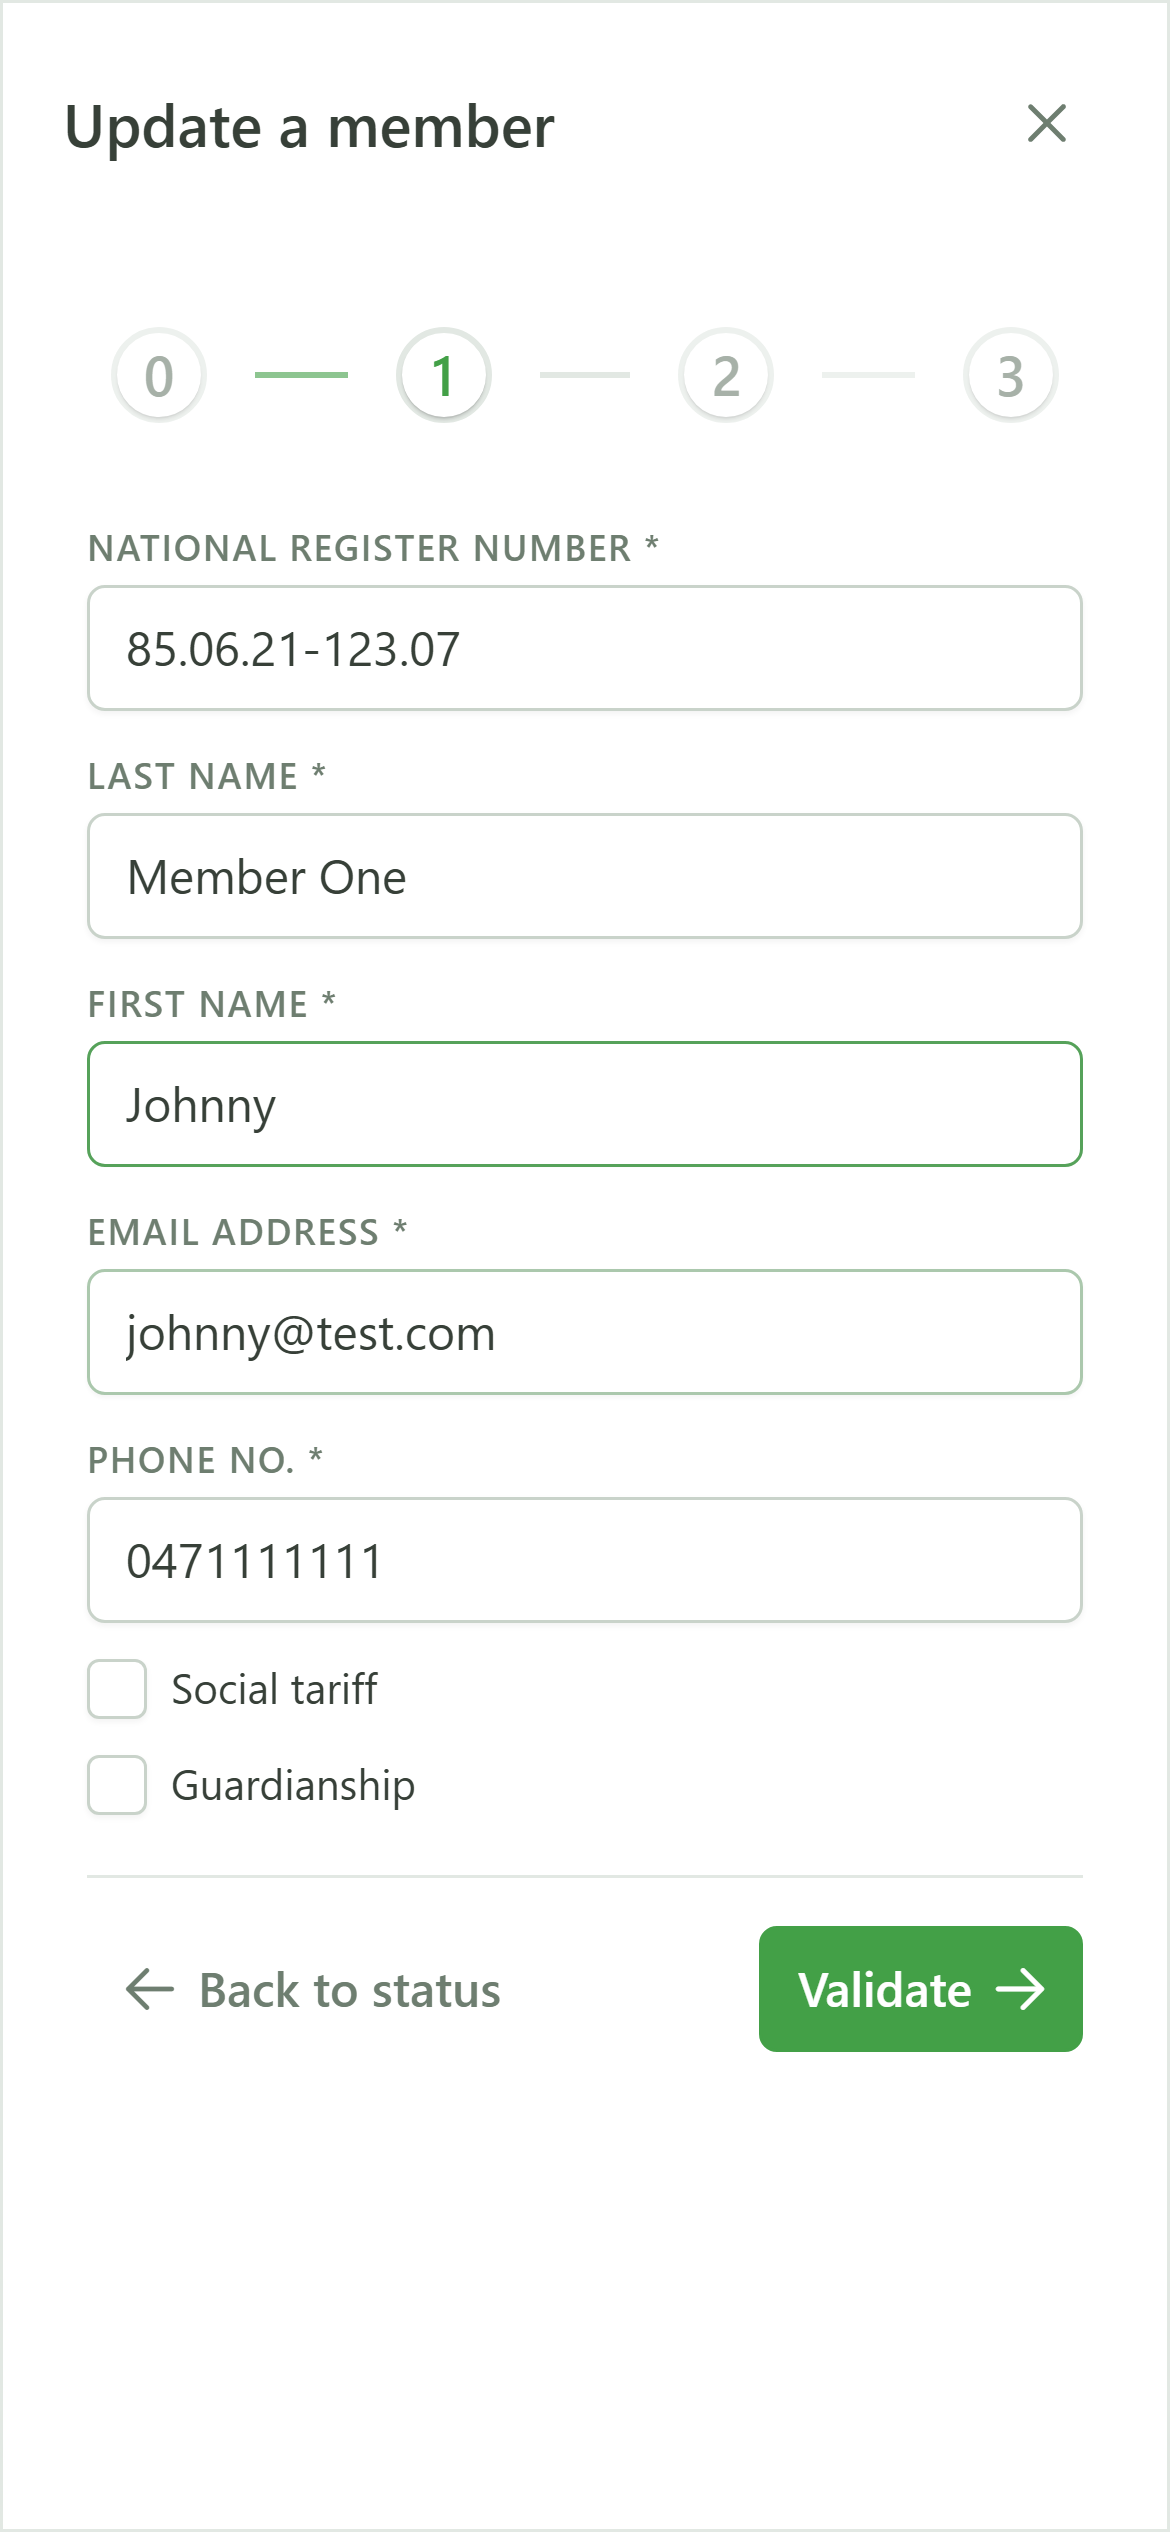 Update a member
0 1 2 3
NATIONAL REGISTER NUMBER *
85.06.21-123.07
LAST NAME *
Member One
FIRST NAME *
Johnny
EMAIL ADDRESS *
johnny@test.com
PHONE NO. *
0471111111
Social tariff
Guardianship
Back to status
Validate